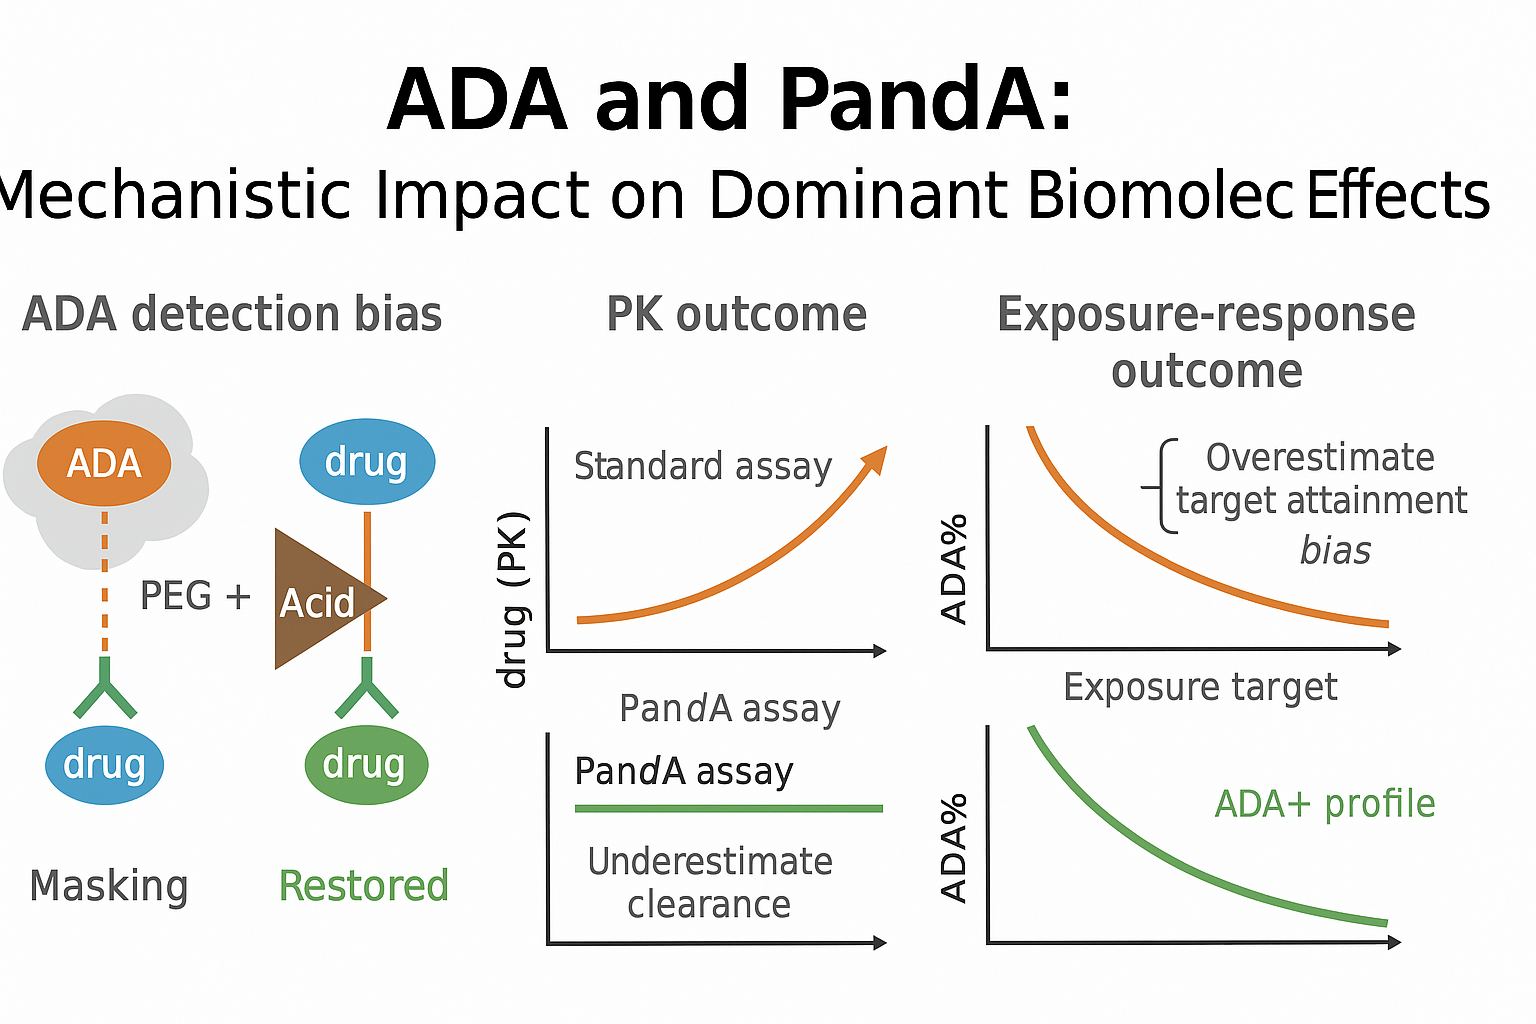 ADA and PandA:
Mechanistic Impact on Dominant Biomolec Effects
ADA detection bias
ADA
drug
PEG +
Acid
drug
drug
Masking
Restored
PK outcome
Standard assay
drug (PK)
PandA assay
PandA assay
Underestimate
clearance
Exposure-response
outcome
Overestimate
target attainment
bias
ADA%
Exposure target
ADA+ profile
ADA%